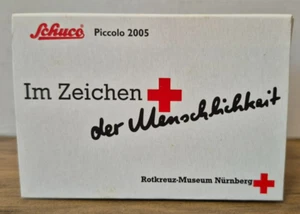 Schuco Piccolo 2005
Im Zeichen
der Menschlichkeit
Rotkreuz-Museum Nürnberg